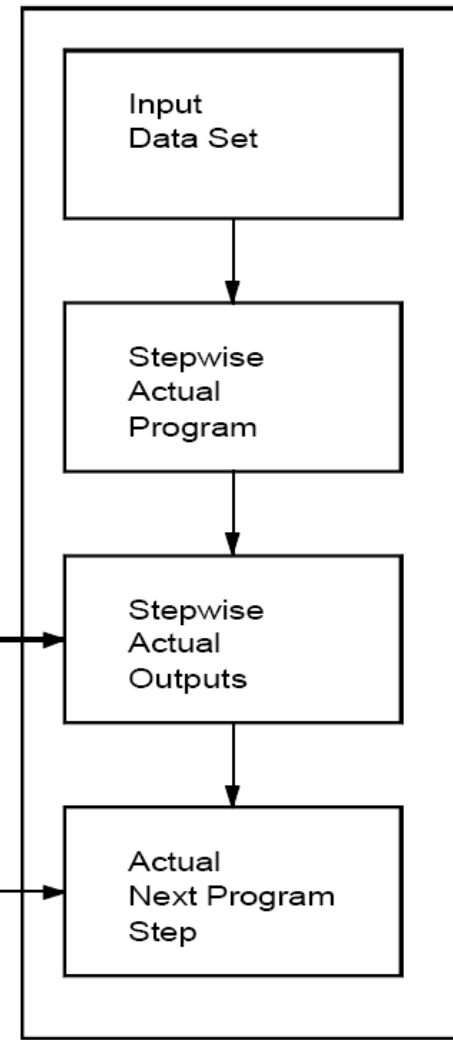 Input
Data Set
Stepwise
Actual
Program
Stepwise
Actual
Outputs
Actual
Next Program
Step